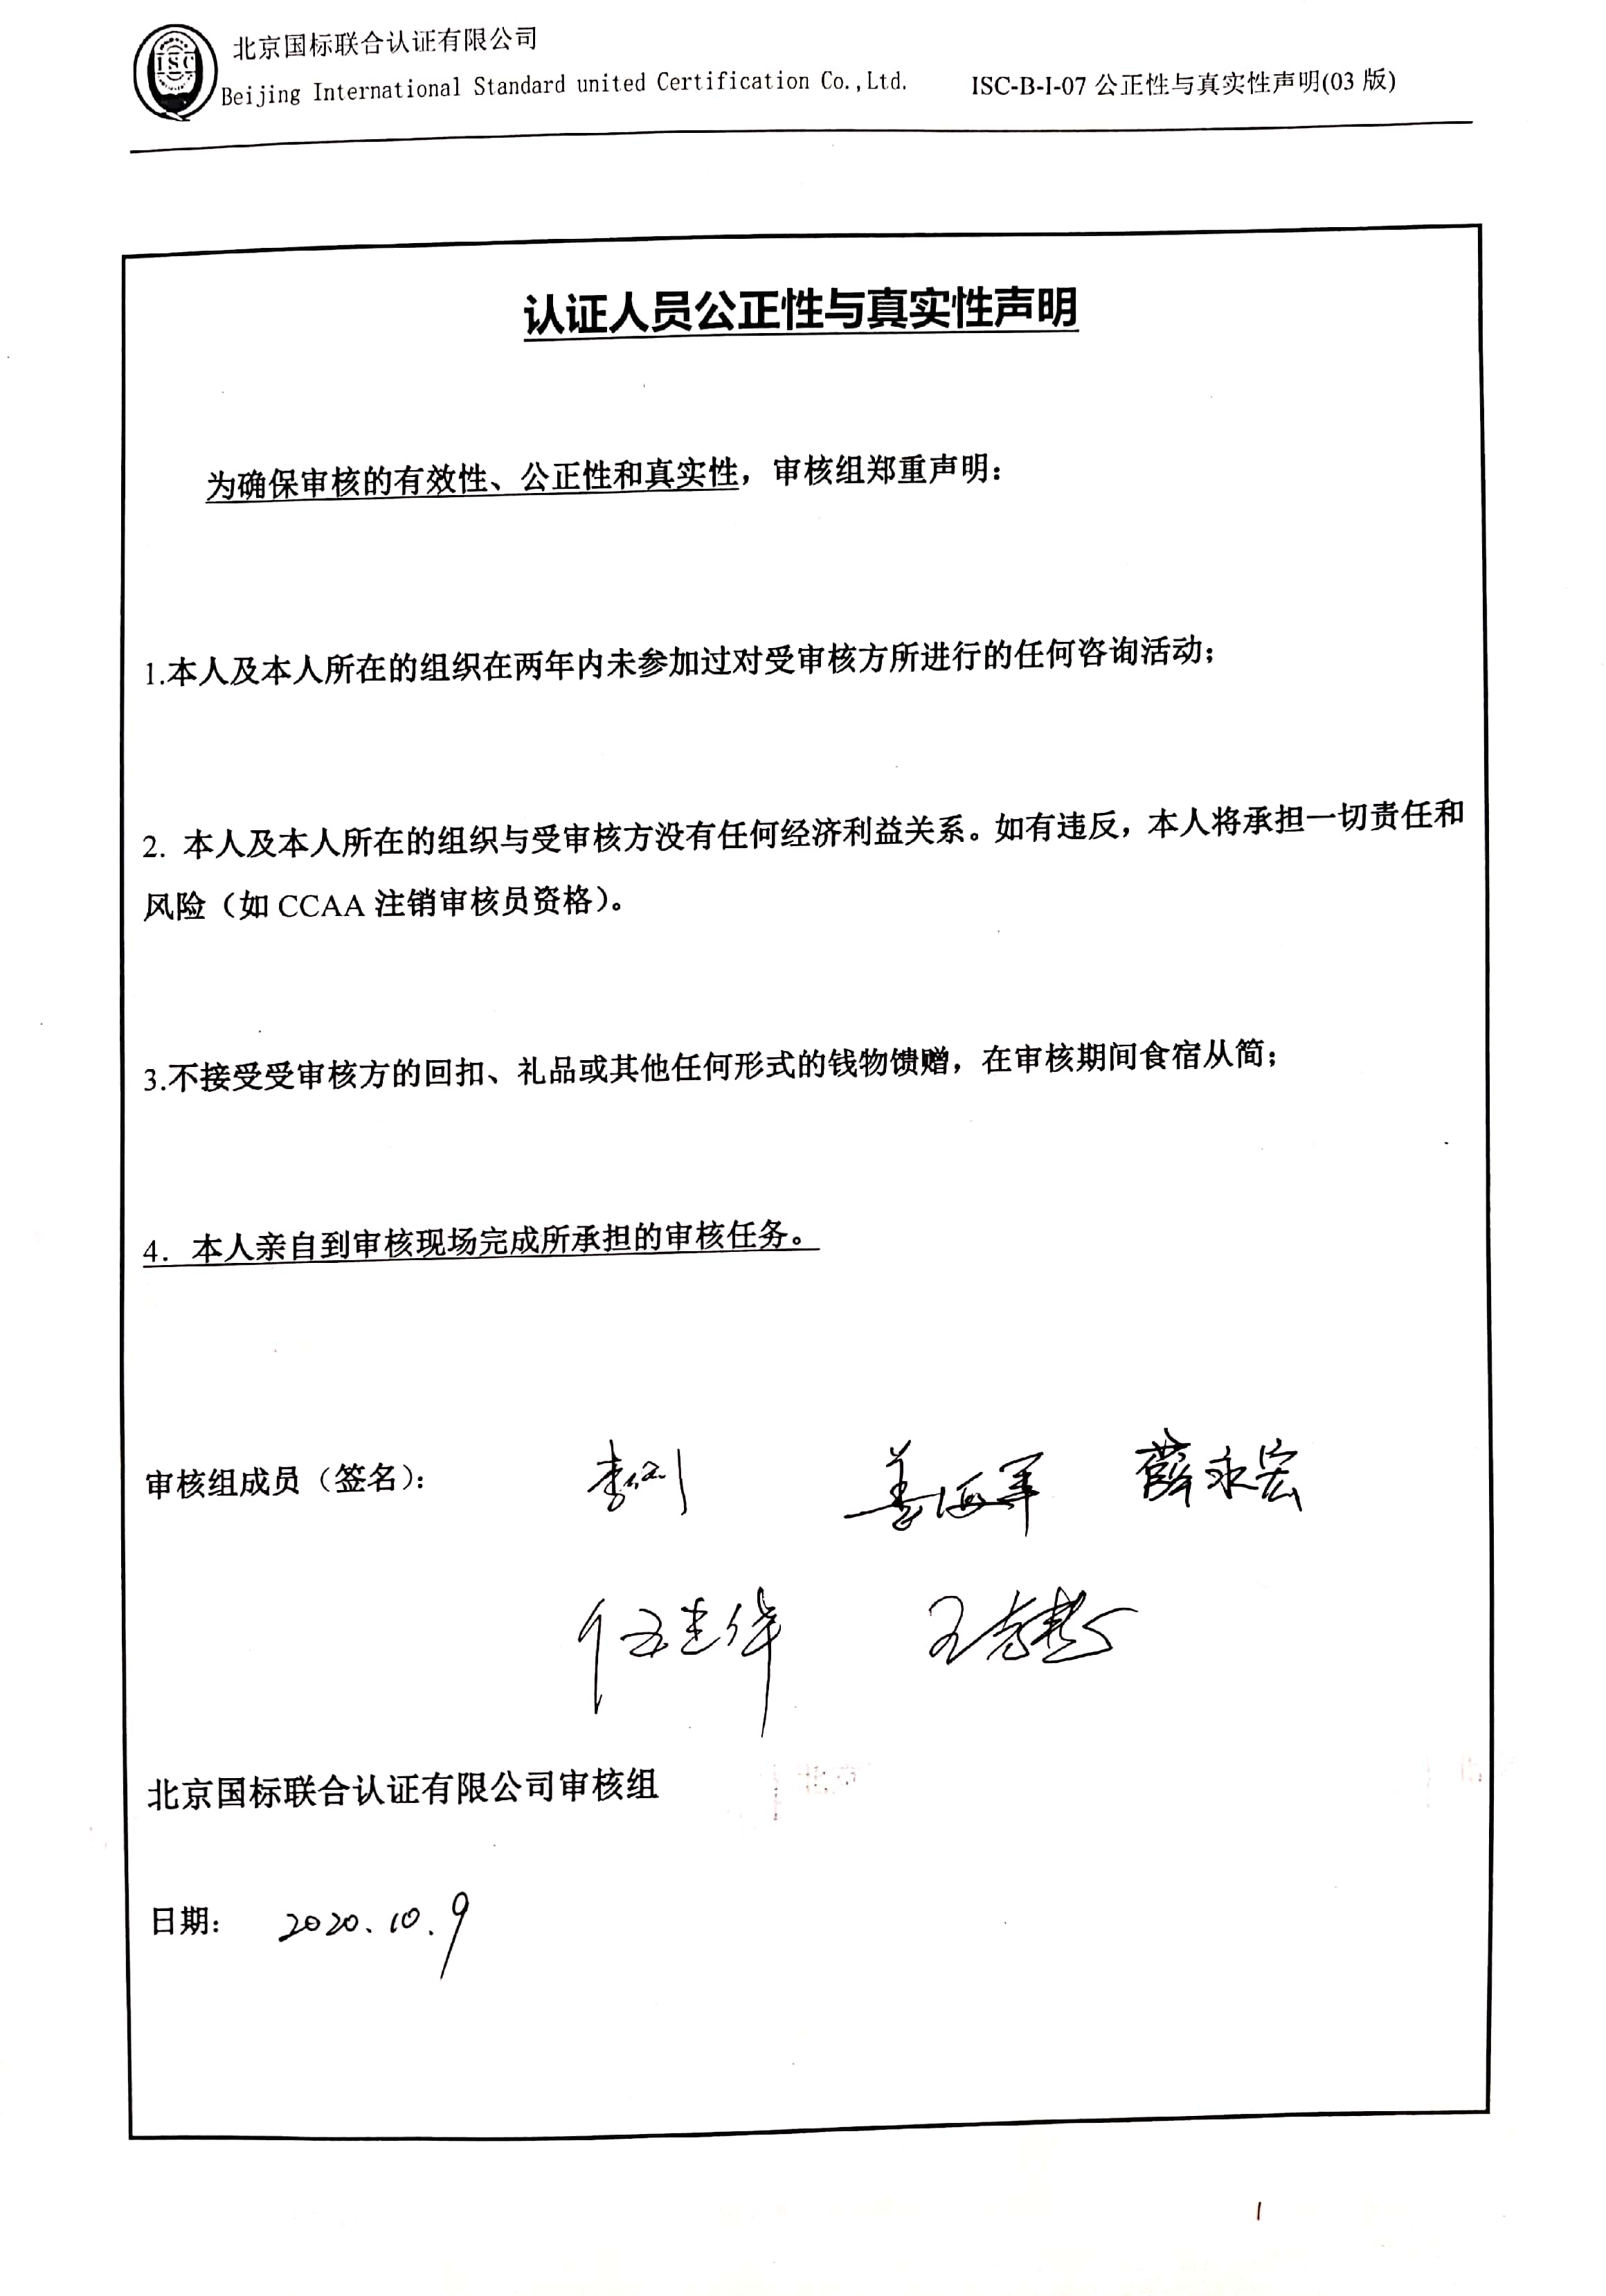 ISC
北京国标联合认证有限公司
Beijing International Standard united Certification Co.,Ltd. ISC-B-I-07 公正性与真实性声明(03 版)
认证人员公正性与真实性声明
为确保审核的有效性、公正性和真实性，审核组郑重声明：
1.本人及本人所在的组织在两年内未参加过对受审核方所进行的任何咨询活动；
2. 本人及本人所在的组织与受审核方没有任何经济利益关系。如有违反，本人将承担一切责任和
风险（如 CCAA 注销审核员资格）。
3.不接受受审核方的回扣、礼品或其他任何形式的钱物馈赠，在审核期间食宿从简；
4. 本人亲自到审核现场完成所承担的审核任务。
审核组成员（签名）： 姜海军 薛永宏
伍建华
北京国标联合认证有限公司审核组
日期： 2020.10.9
1